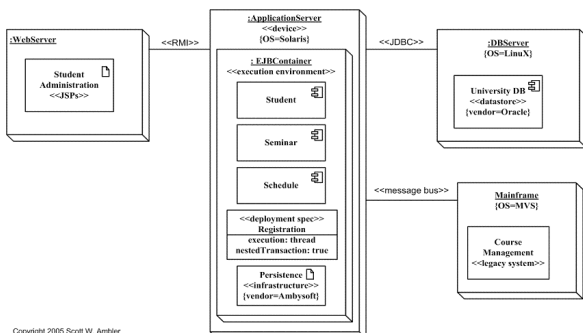 :WebServer
Student
Administration
<<JSPs>>
<<RMI>>
:ApplicationServer
<<device>>
{OS=Solaris}
: EJBContainer
<<execution environment>>
Student
Seminar
Schedule
<<deployment spec>>
Registration
execution: thread
nestedTransaction: true
Persistence
<<infrastructure>>
{vendor=Ambysoft}
<<JDBC>>
:DBServer
{OS=LinuX}
University DB
<<datastore>>
{vendor=Oracle}
<<message bus>>
Mainframe
{OS=MVS}
Course
Management
<<legacy system>>
Copyright 2005 Scott W. Ambler